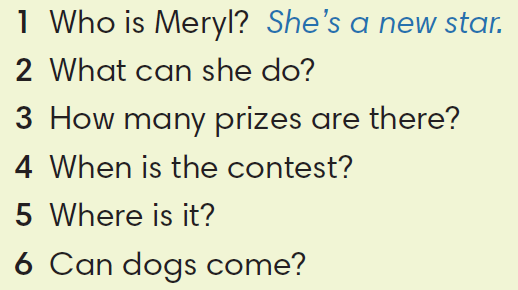 1 Who is Meryl? She's a new star.
2 What can she do?
3 How many prizes are there?
4 When is the contest?
5 Where is it?
6 Can dogs come?